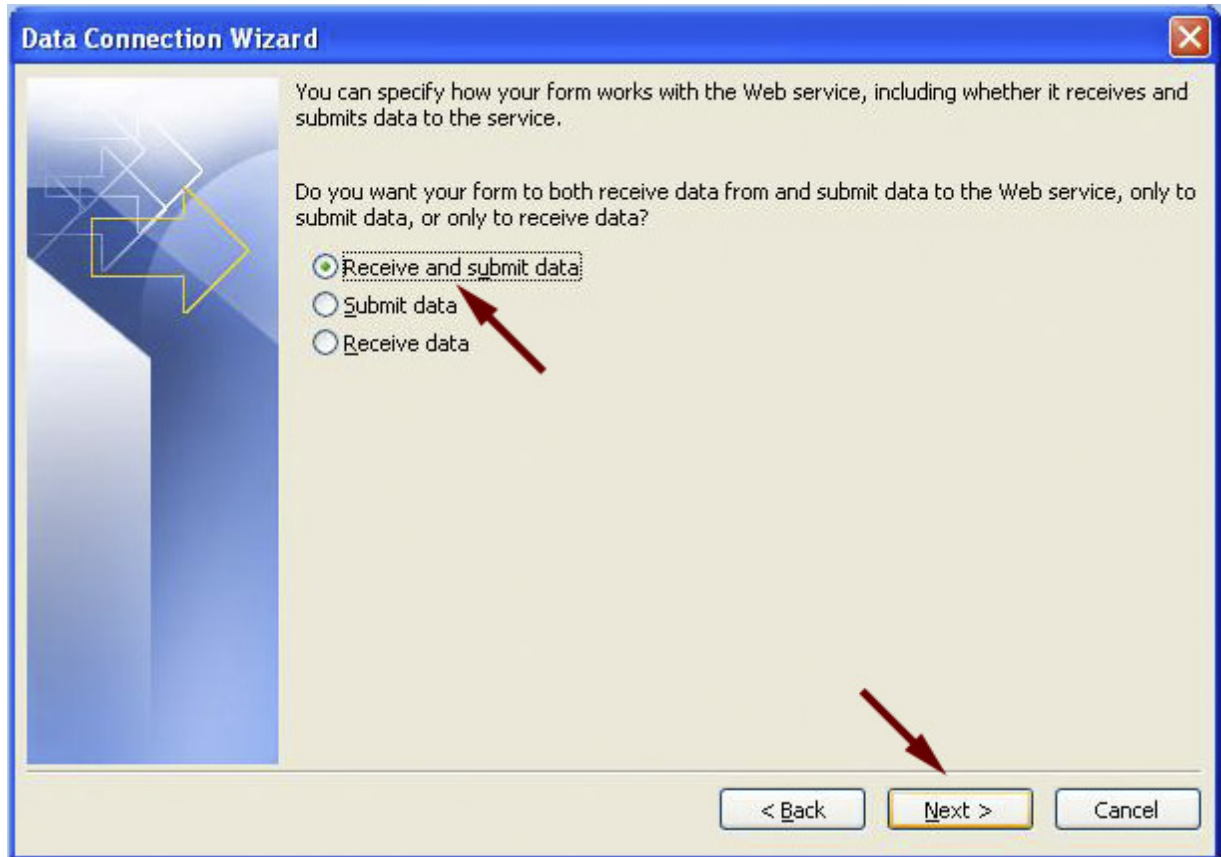 Data Connection Wizard
You can specify how your form works with the Web service, including whether it receives and
submits data to the service.
Do you want your form to both receive data from and submit data to the Web service, only to
submit data, or only to receive data?
Receive and submit data
Submit data
Receive data
< Back Next > Cancel